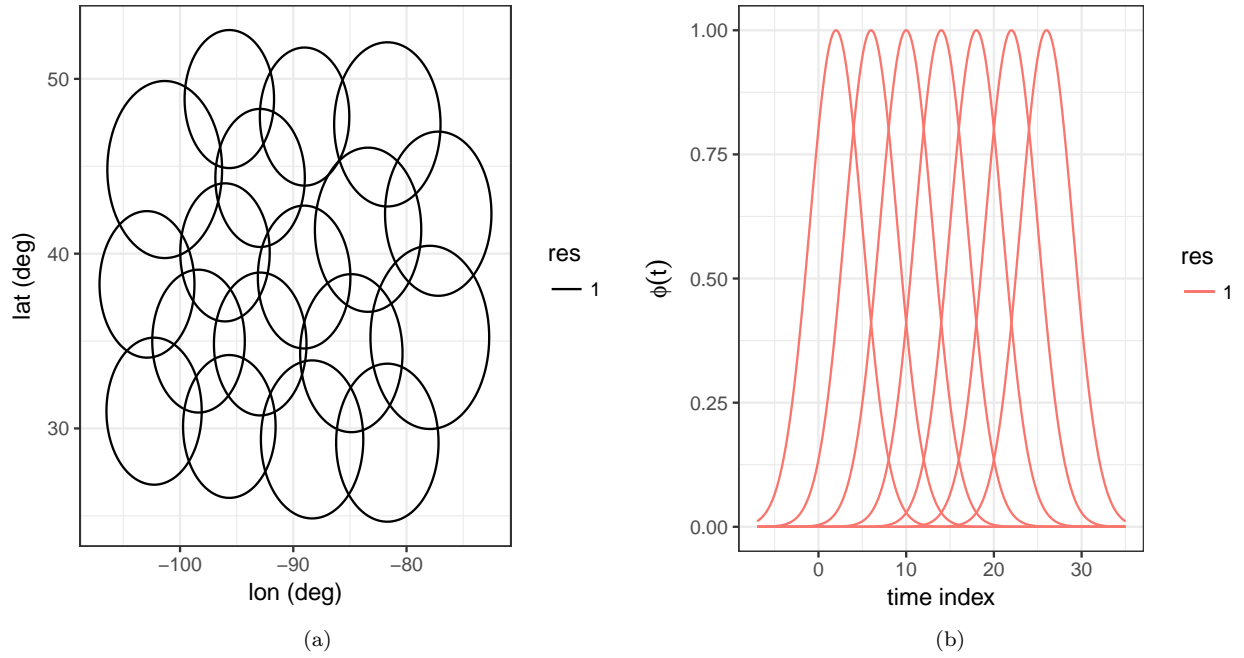 50
40
30
lat (deg)
−100
−90
−80
lon (deg)
res
1
(a)
1.00
0.75
0.50
0.25
0.00
ϕ(t)
0
10
20
30
time index
res
1
(b)